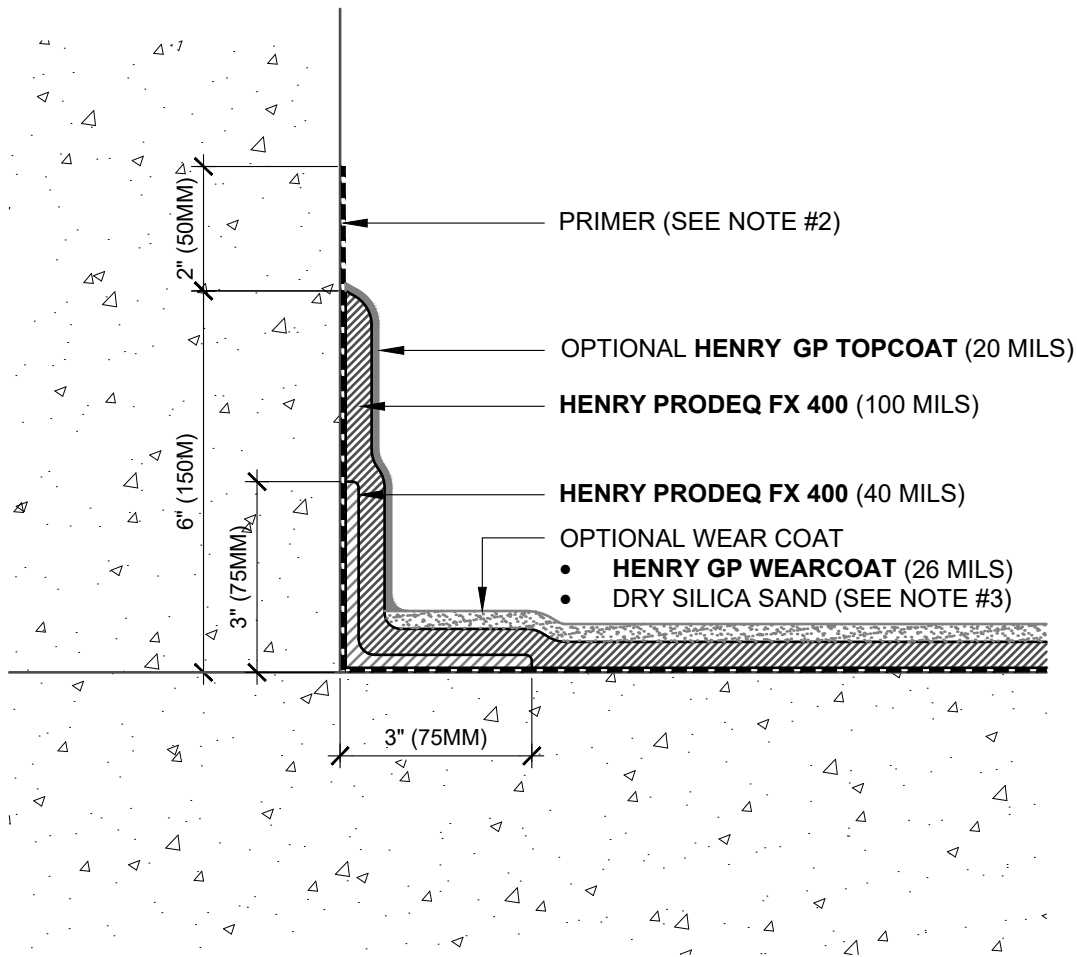 2" (50MM)
PRIMER (SEE NOTE #2)
OPTIONAL HENRY GP TOPCOAT (20 MILS)
HENRY PRODEQ FX 400 (100 MILS)
6" (150M)
3" (75MM)
HENRY PRODEQ FX 400 (40 MILS)
OPTIONAL WEAR COAT
• HENRY GP WEARCOAT (26 MILS)
• DRY SILICA SAND (SEE NOTE #3)
3" (75MM)